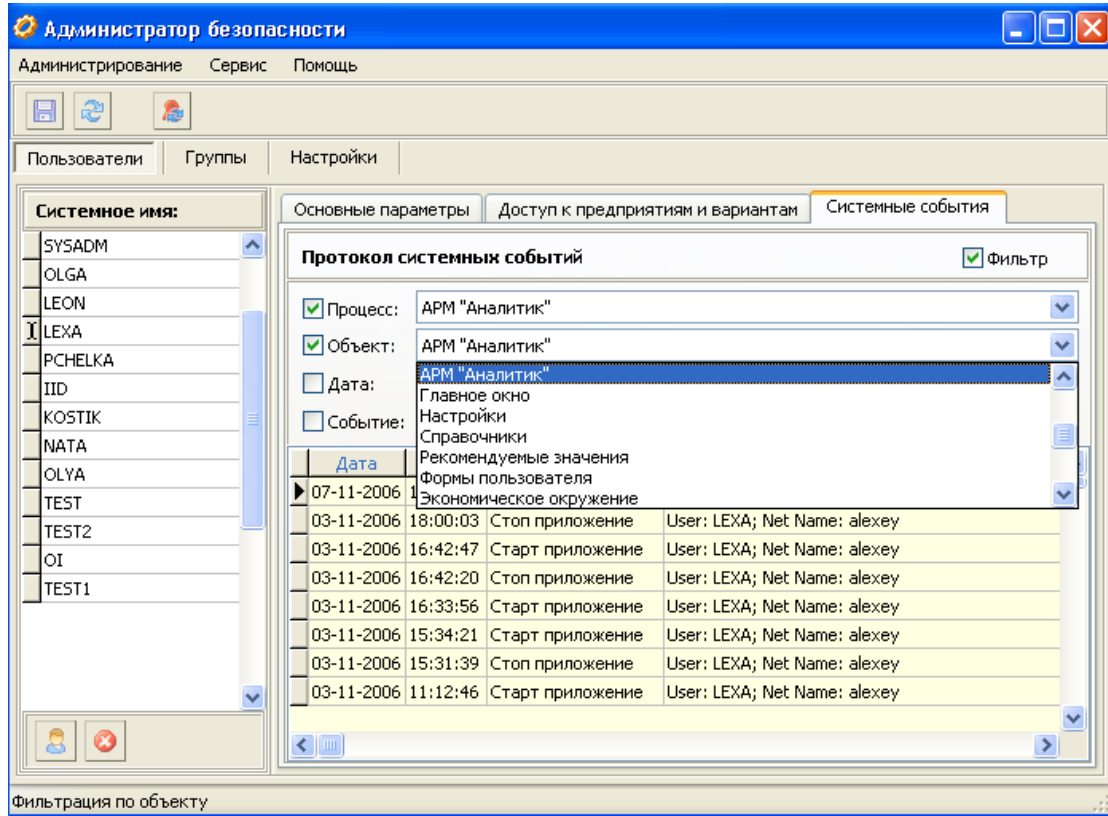 Администратор безопасности
Администрирование Сервис Помощь
Пользователи Группы Настройки
Системное имя:
SYSADM
OLGA
LEON
LEXA
PCHELKA
IID
KOSTIK
NATA
OLYA
TEST
TEST2
OI
TEST1
Основные параметры Доступ к предприятиям и вариантам Системные события
Протокол системных событий Фильтр
Процесс: АРМ "Аналитик"
Объект: АРМ "Аналитик"
Дата:
Событие:
АРМ "Аналитик"
Главное окно
Настройки
Справочники
Рекомендуемые значения
Формы пользователя
Экономическое окружение
Дата
07-11-2006 1
03-11-2006 18:00:03 Стоп приложение User: LEXA; Net Name: alexey
03-11-2006 16:42:47 Старт приложение User: LEXA; Net Name: alexey
03-11-2006 16:42:20 Стоп приложение User: LEXA; Net Name: alexey
03-11-2006 16:33:56 Старт приложение User: LEXA; Net Name: alexey
03-11-2006 15:34:21 Старт приложение User: LEXA; Net Name: alexey
03-11-2006 15:31:39 Стоп приложение User: LEXA; Net Name: alexey
03-11-2006 11:12:46 Старт приложение User: LEXA; Net Name: alexey
Фильтрация по объекту